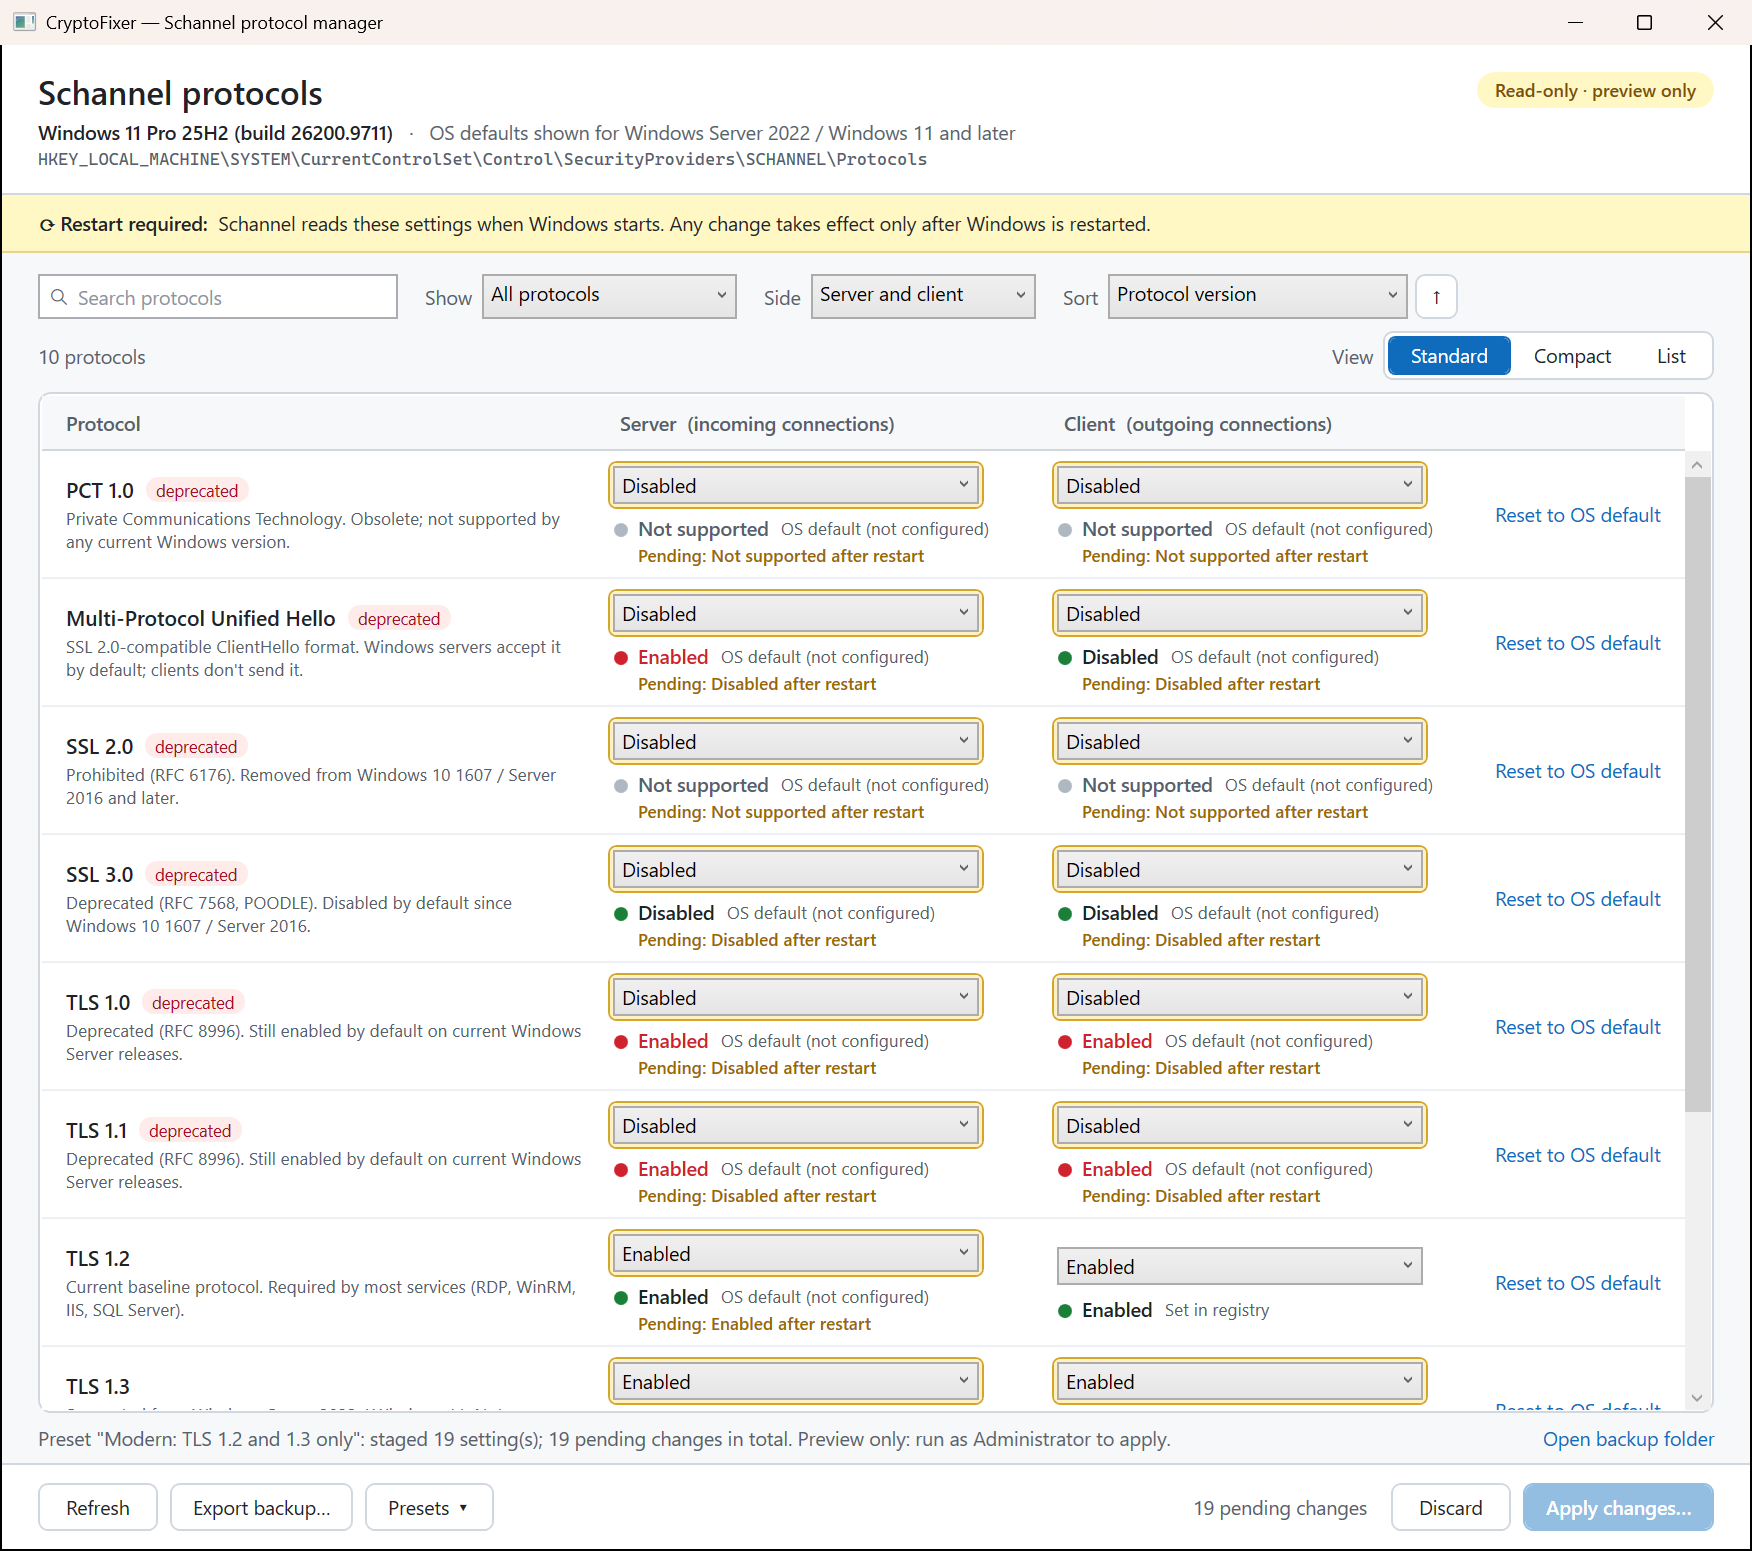 CryptoFixer — Schannel protocol manager
Schannel protocols
Read-only · preview only
Windows 11 Pro 25H2 (build 26200.9711) · OS defaults shown for Windows Server 2022 / Windows 11 and later
HKEY_LOCAL_MACHINE\SYSTEM\CurrentControlSet\Control\SecurityProviders\SCHANNEL\Protocols
⟳ Restart required: Schannel reads these settings when Windows starts. Any change takes effect only after Windows is restarted.
Search protocols Show All protocols Side Server and client Sort Protocol version ↑
10 protocols View Standard Compact List
Protocol Server (incoming connections) Client (outgoing connections)
PCT 1.0 deprecated
Private Communications Technology. Obsolete; not supported by
any current Windows version.
Disabled
Not supported OS default (not configured)
Pending: Not supported after restart
Disabled
Not supported OS default (not configured)
Pending: Not supported after restart
Reset to OS default
Multi-Protocol Unified Hello deprecated
SSL 2.0-compatible ClientHello format. Windows servers accept it
by default; clients don't send it.
Disabled
Enabled OS default (not configured)
Pending: Disabled after restart
Disabled
Disabled OS default (not configured)
Pending: Disabled after restart
Reset to OS default
SSL 2.0 deprecated
Prohibited (RFC 6176). Removed from Windows 10 1607 / Server
2016 and later.
Disabled
Not supported OS default (not configured)
Pending: Not supported after restart
Disabled
Not supported OS default (not configured)
Pending: Not supported after restart
Reset to OS default
SSL 3.0 deprecated
Deprecated (RFC 7568, POODLE). Disabled by default since
Windows 10 1607 / Server 2016.
Disabled
Disabled OS default (not configured)
Pending: Disabled after restart
Disabled
Disabled OS default (not configured)
Pending: Disabled after restart
Reset to OS default
TLS 1.0 deprecated
Deprecated (RFC 8996). Still enabled by default on current Windows
Server releases.
Disabled
Enabled OS default (not configured)
Pending: Disabled after restart
Disabled
Enabled OS default (not configured)
Pending: Disabled after restart
Reset to OS default
TLS 1.1 deprecated
Deprecated (RFC 8996). Still enabled by default on current Windows
Server releases.
Disabled
Enabled OS default (not configured)
Pending: Disabled after restart
Disabled
Enabled OS default (not configured)
Pending: Disabled after restart
Reset to OS default
TLS 1.2
Current baseline protocol. Required by most services (RDP, WinRM,
IIS, SQL Server).
Enabled
Enabled OS default (not configured)
Pending: Enabled after restart
Enabled
Enabled Set in registry
Reset to OS default
TLS 1.3
Enabled
Enabled
Reset to OS default
Preset "Modern: TLS 1.2 and 1.3 only": staged 19 setting(s); 19 pending changes in total. Preview only: run as Administrator to apply.
Open backup folder
Refresh Export backup... Presets ▾ 19 pending changes Discard Apply changes...